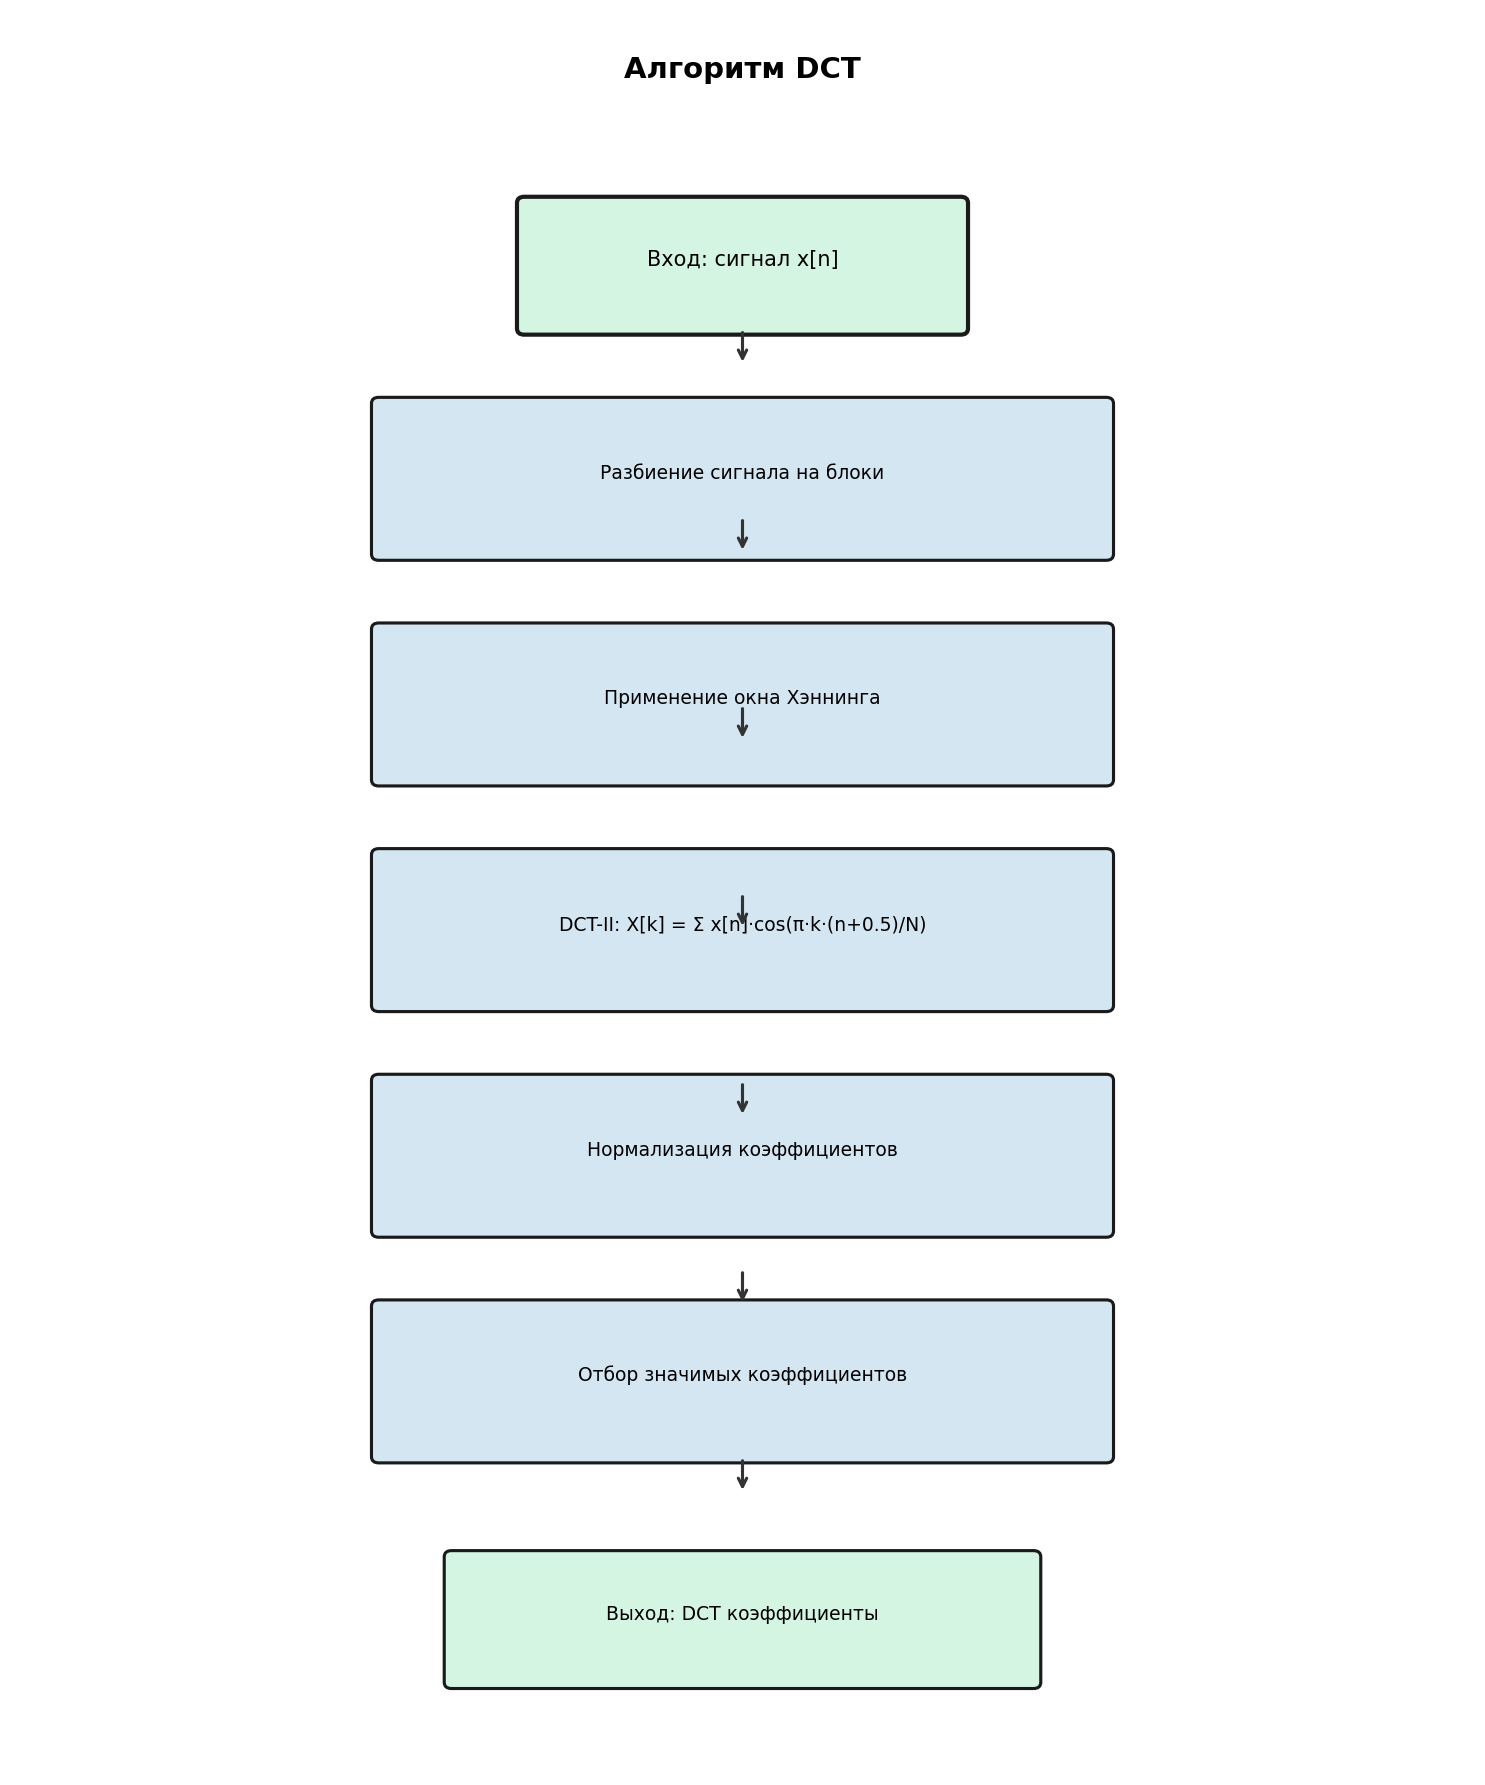 Алгоритм DCT
Вход: сигнал x[n]
Разбиение сигнала на блоки
Применение окна Хэннинга
DCT-II: X[k] = Σ x[n]·cos(π·k·(n+0.5)/N)
Нормализация коэффициентов
Отбор значимых коэффициентов
Выход: DCT коэффициенты